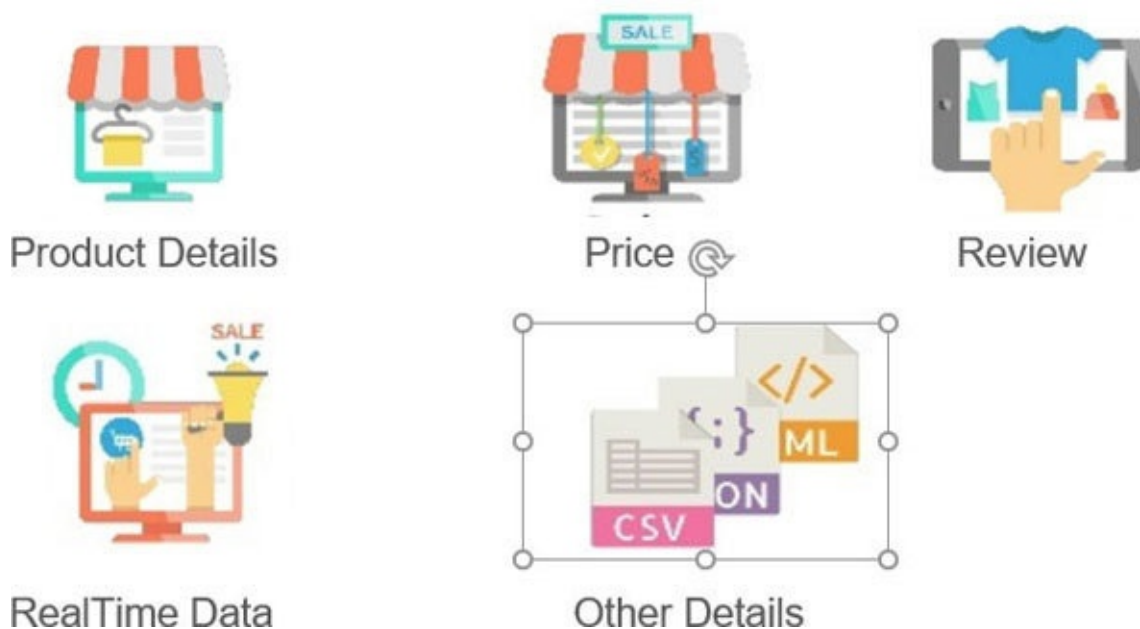 SALE
Product Details
Price
Review
SALE
ML
ON
CSV
RealTime Data
Other Details